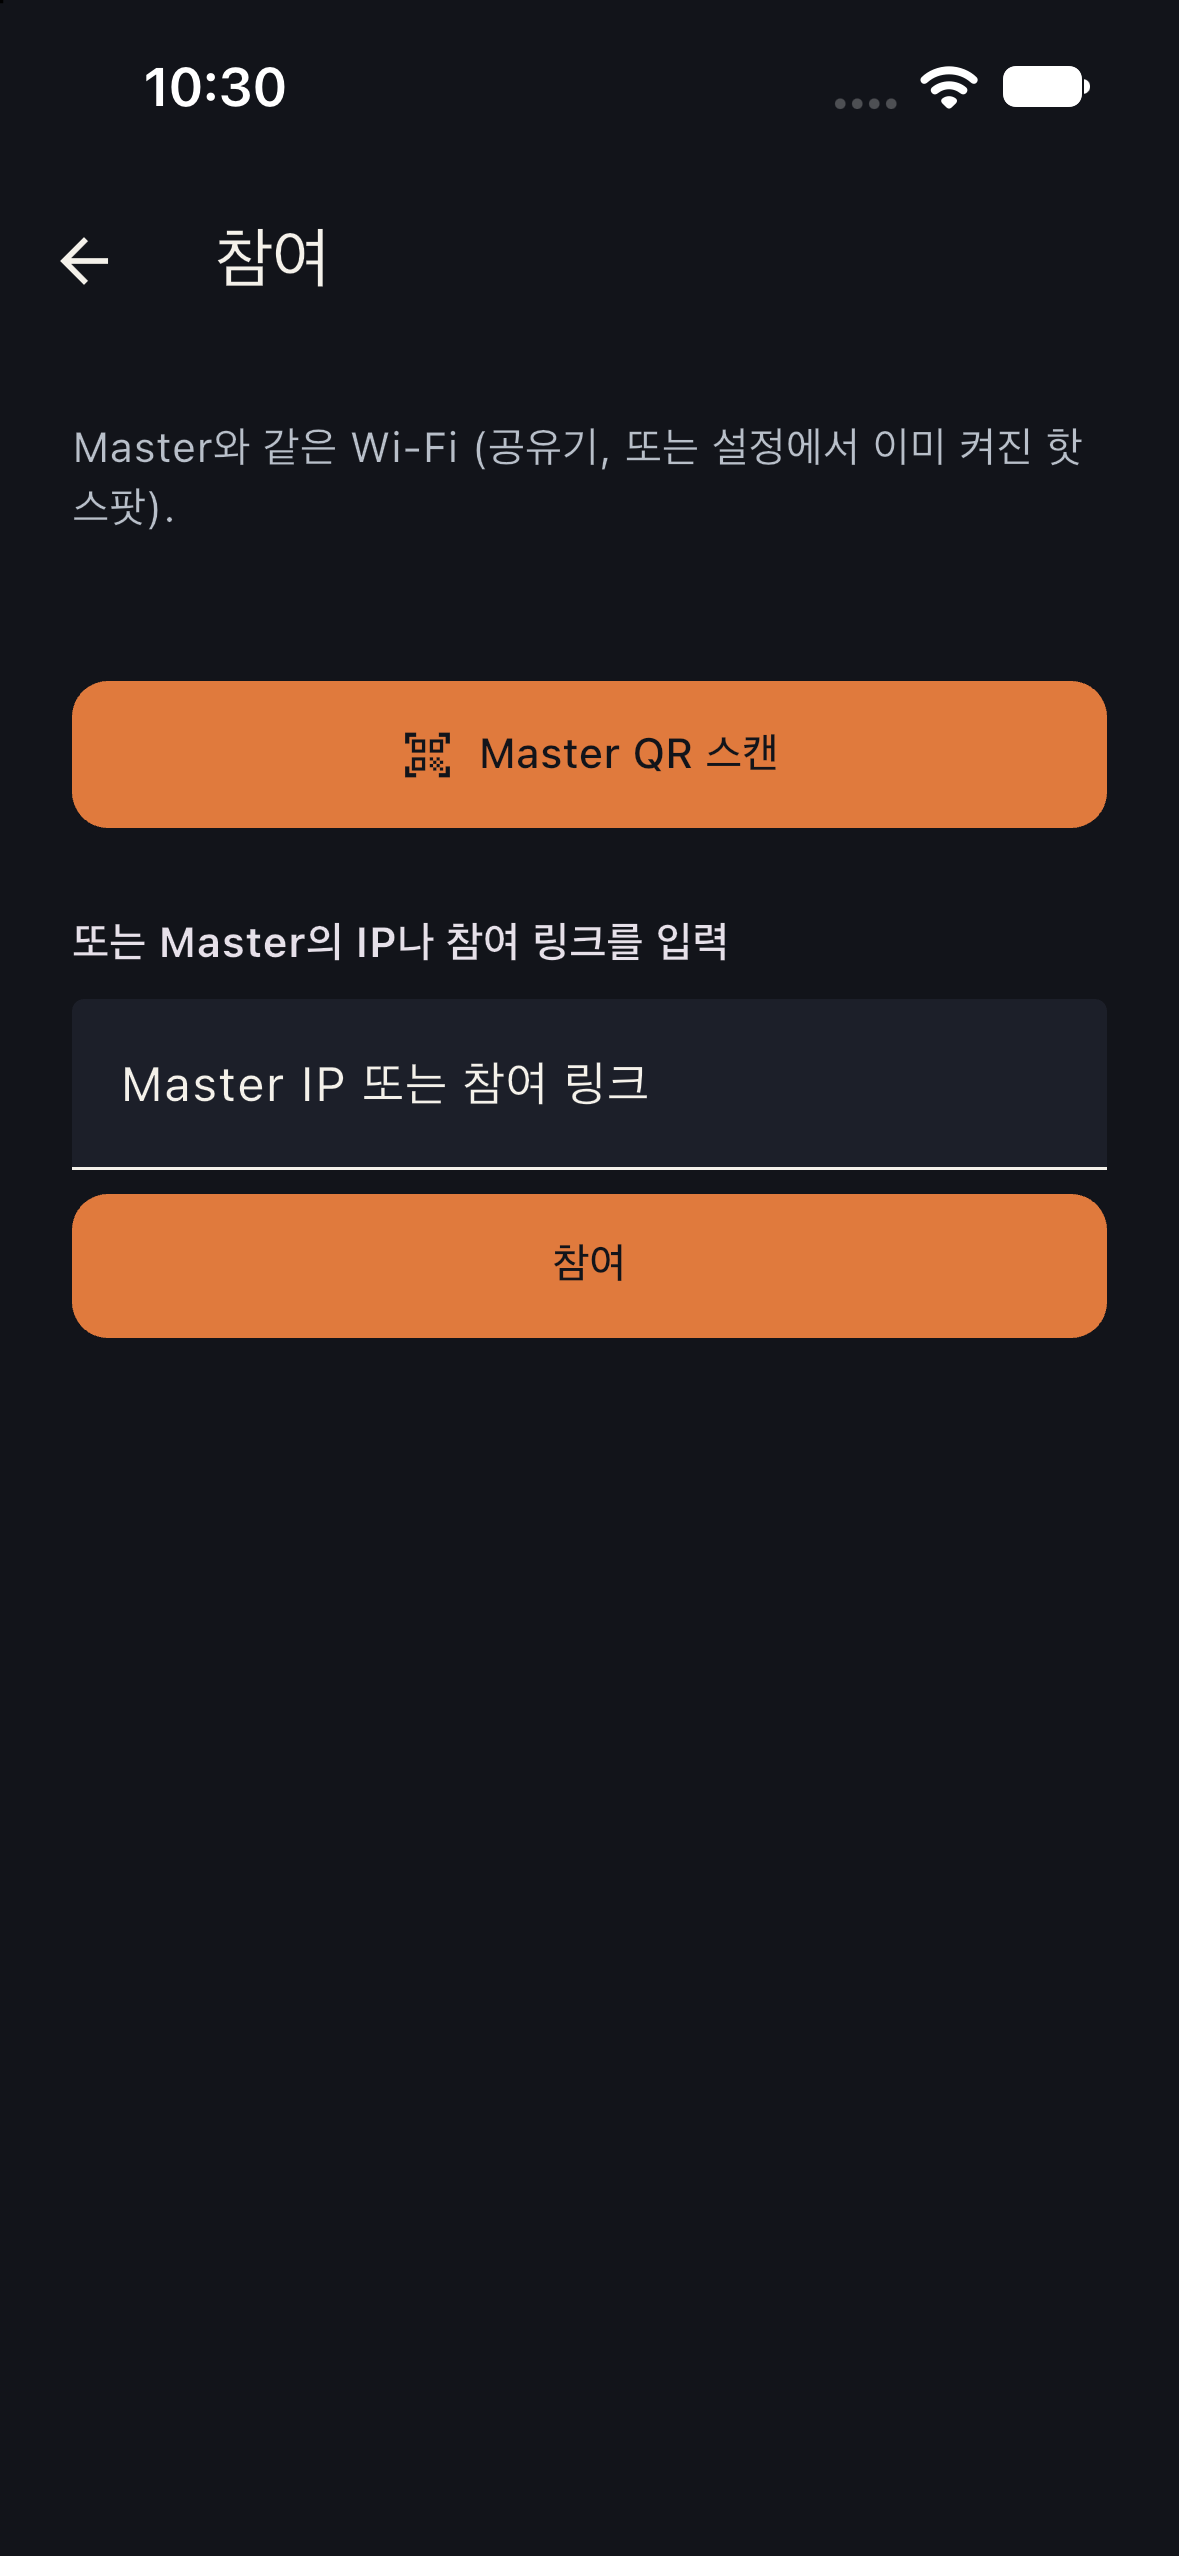 10:30
참여
Master와 같은 Wi-Fi (공유기, 또는 설정에서 이미 켜진 핫
스팟).
Master QR 스캔
또는 Master의 IP나 참여 링크를 입력
Master IP 또는 참여 링크
참여